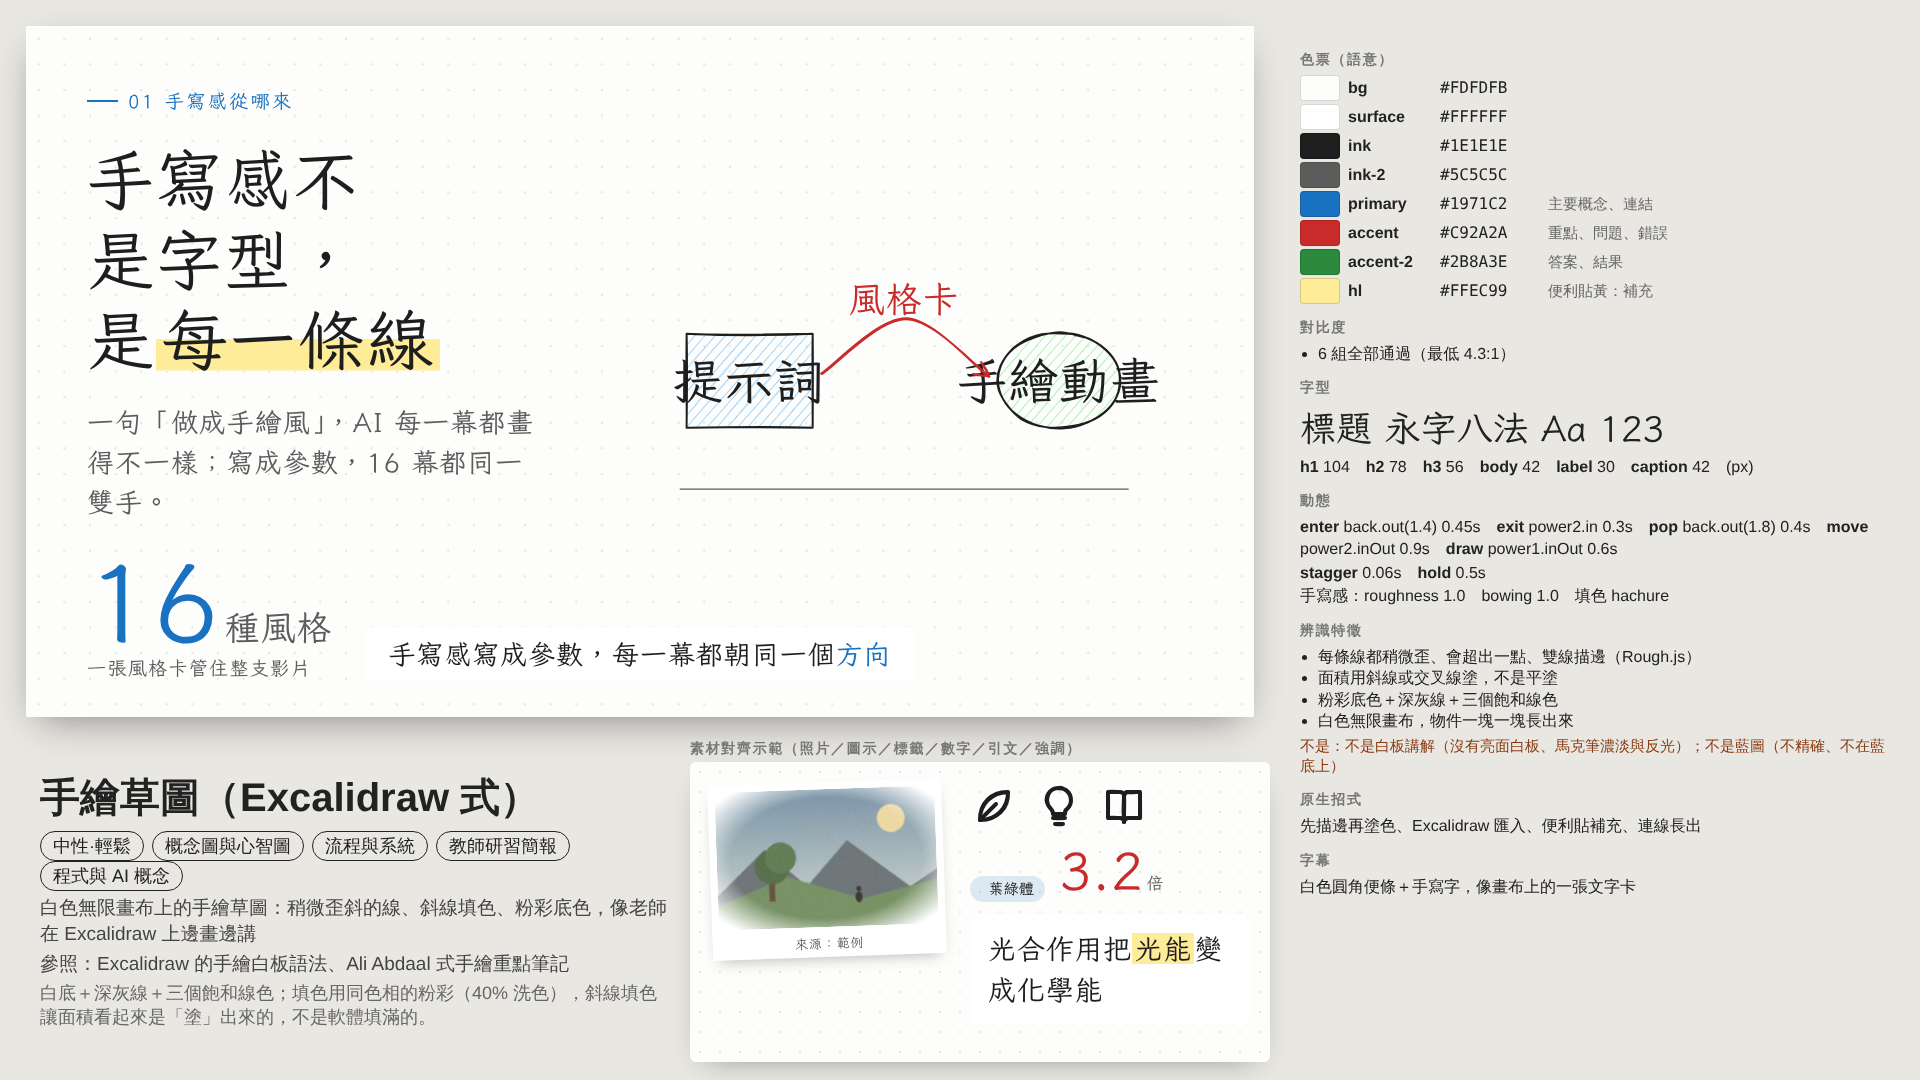 01 手寫感從哪來
手寫感不
是字型，
是每一條線
一句「做成手繪風」，AI 每一幕都畫
得不一樣；寫成參數，16 幕都同一
雙手。
16 種風格
一張風格卡管住整支影片
風格卡
提示詞
手繪動畫
手寫感寫成參數，每一幕都朝同一個方向
手繪草圖（Excalidraw 式）
中性·輕鬆
概念圖與心智圖
流程與系統
教師研習簡報
程式與 AI 概念
白色無限畫布上的手繪草圖：稍微歪斜的線、斜線填色、粉彩底色，像老師
在 Excalidraw 上邊畫邊講
參照：Excalidraw 的手繪白板語法、Ali Abdaal 式手繪重點筆記
白底＋深灰線＋三個飽和線色；填色用同色相的粉彩（40% 洗色），斜線填色
讓面積看起來是「塗」出來的，不是軟體填滿的。
素材對齊示範（照片／圖示／標籤／數字／引文／強調）
來源：範例
葉綠體
3.2 倍
光合作用把光能變
成化學能
色票（語意）
bg #FDFDFB
surface #FFFFFF
ink #1E1E1E
ink-2 #5C5C5C
primary #1971C2 主要概念、連結
accent #C92A2A 重點、問題、錯誤
accent-2 #2B8A3E 答案、結果
hl #FFEC99 便利貼黃：補充
對比度
6 組全部通過（最低 4.3:1）
字型
標題 永字八法 Aa 123
h1 104 h2 78 h3 56 body 42 label 30 caption 42 (px)
動態
enter back.out(1.4) 0.45s exit power2.in 0.3s pop back.out(1.8) 0.4s move
power2.inOut 0.9s draw power1.inOut 0.6s
stagger 0.06s hold 0.5s
手寫感：roughness 1.0 bowing 1.0 填色 hachure
辨識特徵
每條線都稍微歪、會超出一點、雙線描邊（Rough.js）
面積用斜線或交叉線塗，不是平塗
粉彩底色＋深灰線＋三個飽和線色
白色無限畫布，物件一塊一塊長出來
不是：不是白板講解（沒有亮面白板、馬克筆濃淡與反光）；不是藍圖（不精確、不在藍
底上）
原生招式
先描邊再塗色、Excalidraw 匯入、便利貼補充、連線長出
字幕
白色圓角便條＋手寫字，像畫布上的一張文字卡